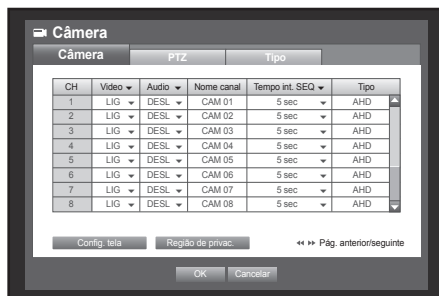 Câmera
Câmera PTZ Tipo
CH Video Audio Nome canal Tempo int. SEQ Tipo
1 LIG DESL CAM 01 5 sec AHD
2 LIG DESL CAM 02 5 sec AHD
3 LIG DESL CAM 03 5 sec AHD
4 LIG DESL CAM 04 5 sec AHD
5 LIG DESL CAM 05 5 sec AHD
6 LIG DESL CAM 06 5 sec AHD
7 LIG DESL CAM 07 5 sec AHD
8 LIG DESL CAM 08 5 sec AHD
Config. tela Região de privac. Pág. anterior/seguinte
OK Cancelar